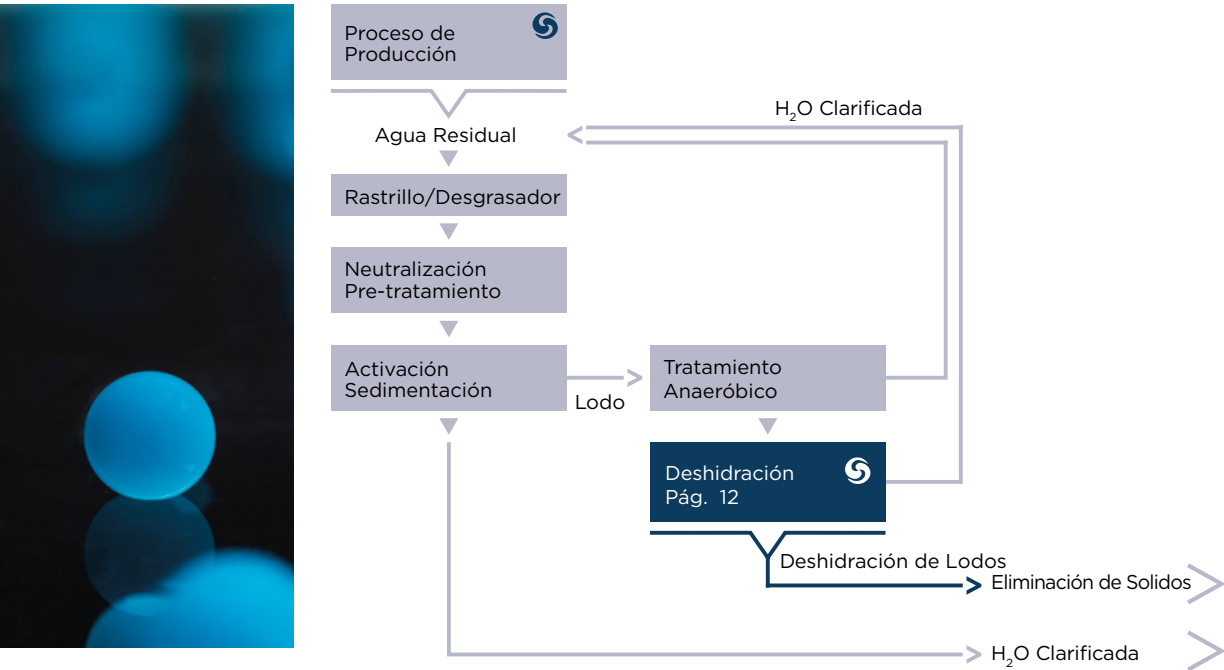 Proceso de
Producción
H₂O Clarificada
Agua Residual
Rastrillo/Desgrasador
Neutralización
Pre-tratamiento
Activación
Sedimentación
Lodo
Tratamiento
Anaeróbico
Deshidración
Pág. 12
Deshidración de Lodos
Eliminación de Solidos
H₂O Clarificada